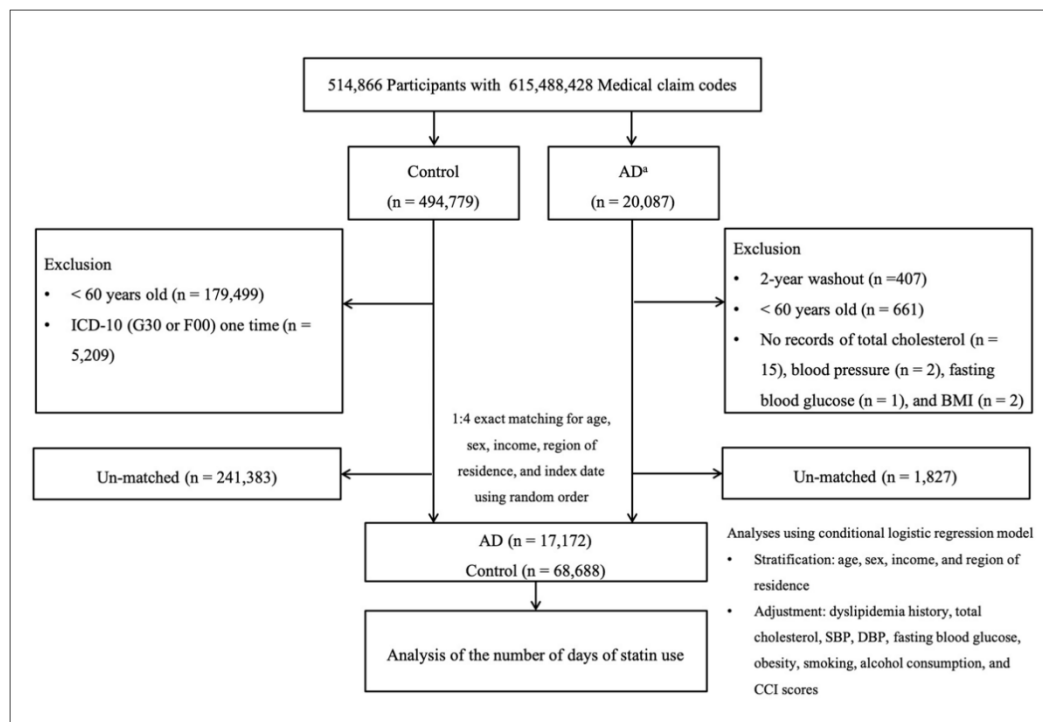 514,866 Participants with 615,488,428 Medical claim codes
Control
(n = 494,779)
ADᵃ
(n = 20,087)
Exclusion
• < 60 years old (n = 179,499)
• ICD-10 (G30 or F00) one time (n =
5,209)
Exclusion
• 2-year washout (n =407)
• < 60 years old (n = 661)
• No records of total cholesterol (n =
15), blood pressure (n = 2), fasting
blood glucose (n = 1), and BMI (n = 2)
1:4 exact matching for age,
sex, income, region of
residence, and index date
using random order
Un-matched (n = 241,383)
Un-matched (n = 1,827)
AD (n = 17,172)
Control (n = 68,688)
Analyses using conditional logistic regression model
• Stratification: age, sex, income, and region of
residence
• Adjustment: dyslipidemia history, total
cholesterol, SBP, DBP, fasting blood glucose,
obesity, smoking, alcohol consumption, and
CCI scores
Analysis of the number of days of statin use